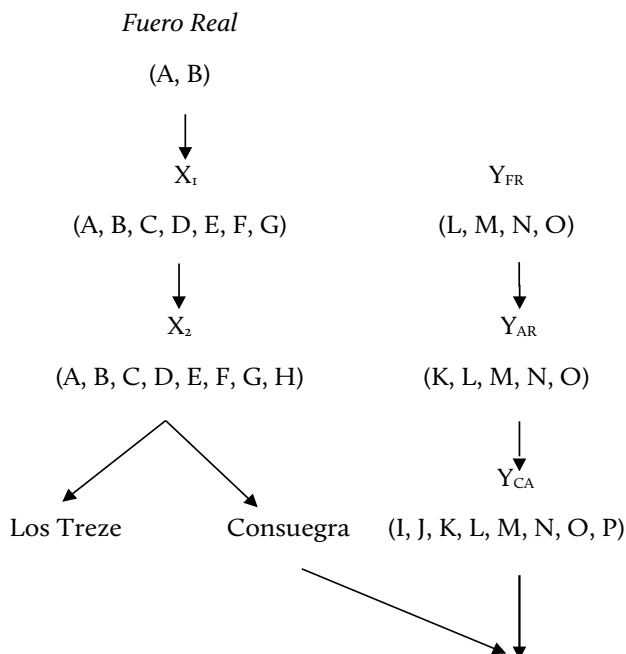 Fuero Real
(A, B)
X₁ Y_FR
(A, B, C, D, E, F, G) (L, M, N, O)
X₂ Y_AR
(A, B, C, D, E, F, G, H) (K, L, M, N, O)
Y_CA
Los Treze Consuegra (I, J, K, L, M, N, O, P)